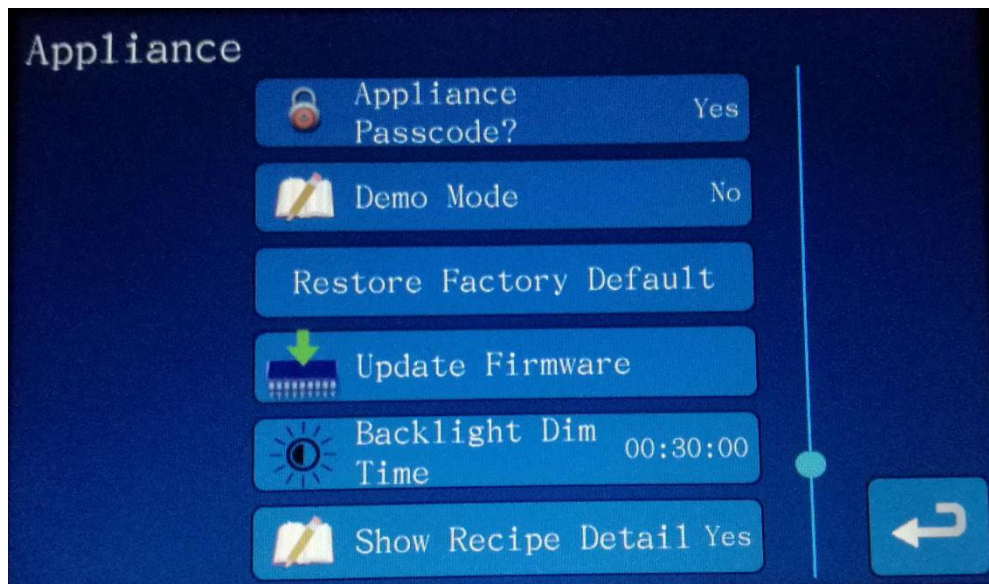 Appliance
Appliance
Passcode?
Yes
Demo Mode
No
Restore Factory Default
Update Firmware
Backlight Dim
Time
00:30:00
Show Recipe Detail
Yes